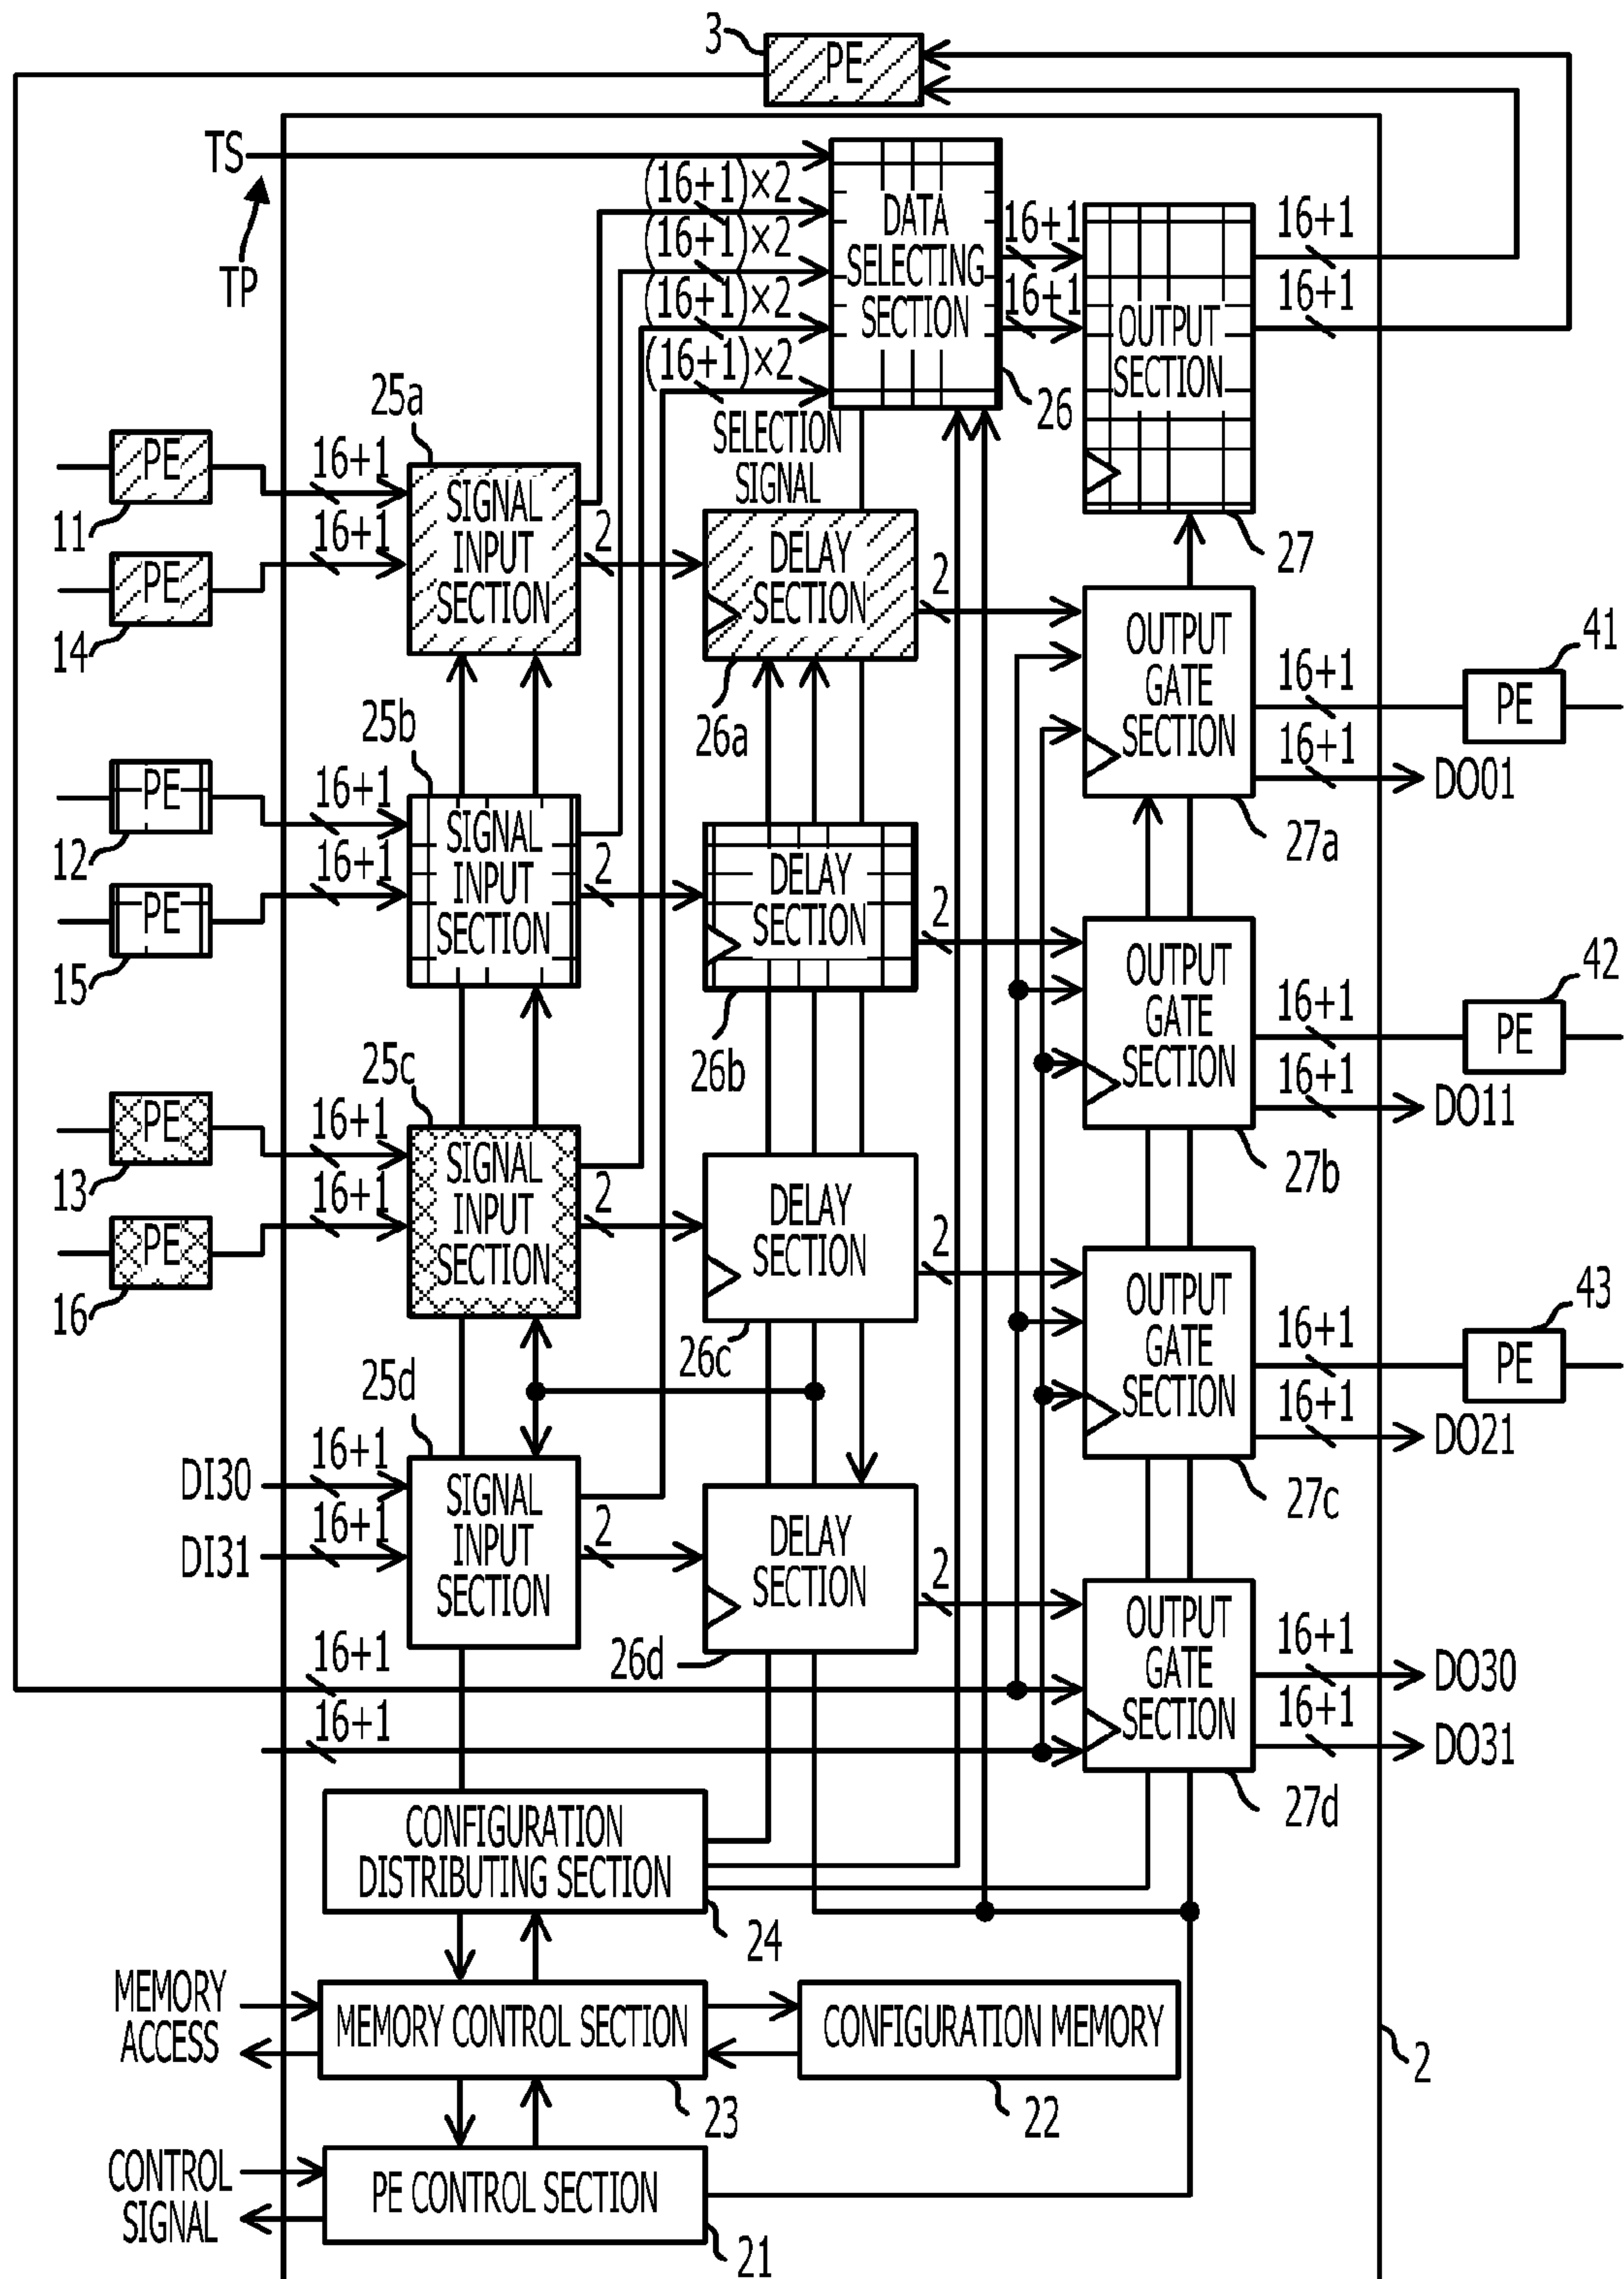 3
PE
TS
TP
(16+1)×2
(16+1)×2
(16+1)×2
(16+1)×2
DATA
SELECTING
SECTION
16+1
16+1
OUTPUT
SECTION
16+1
16+1
26
27
SELECTION
SIGNAL
25a
PE
11
16+1
PE
14
16+1
SIGNAL
INPUT
SECTION
2
DELAY
SECTION
2
26a
OUTPUT
GATE
SECTION
16+1
16+1
41
PE
DO01
27a
25b
PE
12
16+1
PE
15
16+1
SIGNAL
INPUT
SECTION
2
DELAY
SECTION
2
26b
OUTPUT
GATE
SECTION
16+1
16+1
42
PE
DO11
27b
25c
PE
13
16+1
PE
16
16+1
SIGNAL
INPUT
SECTION
2
DELAY
SECTION
2
26c
OUTPUT
GATE
SECTION
16+1
16+1
43
PE
DO21
27c
25d
DI30
16+1
DI31
16+1
SIGNAL
INPUT
SECTION
2
DELAY
SECTION
2
26d
OUTPUT
GATE
SECTION
16+1
16+1
DO30
DO31
27d
16+1
16+1
CONFIGURATION
DISTRIBUTING SECTION
24
MEMORY
ACCESS
MEMORY CONTROL SECTION
23
CONFIGURATION MEMORY
22
2
CONTROL
SIGNAL
PE CONTROL SECTION
21